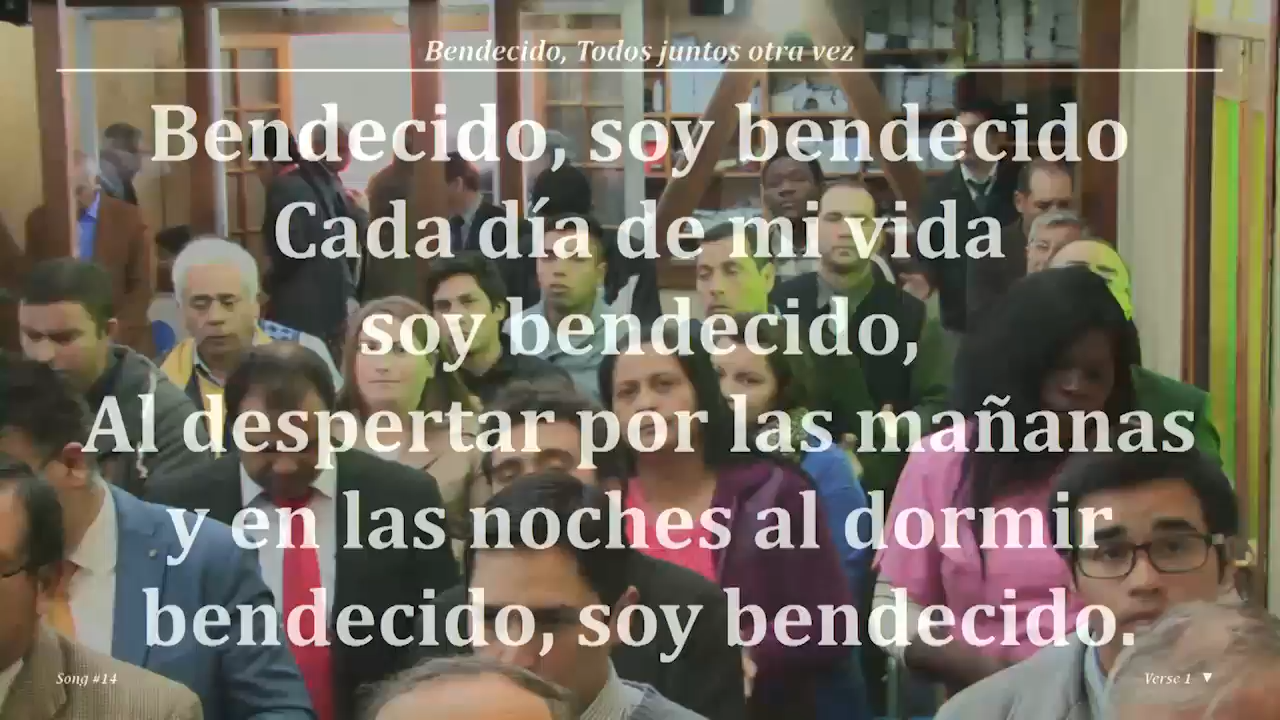 Bendecido, Todos juntos otra vez
Bendecido, soy bendecido
Cada día de mi vida
soy bendecido,
Al despertar por las mañanas
y en las noches al dormir
bendecido, soy bendecido.
Song #14
Verse 1 ▼